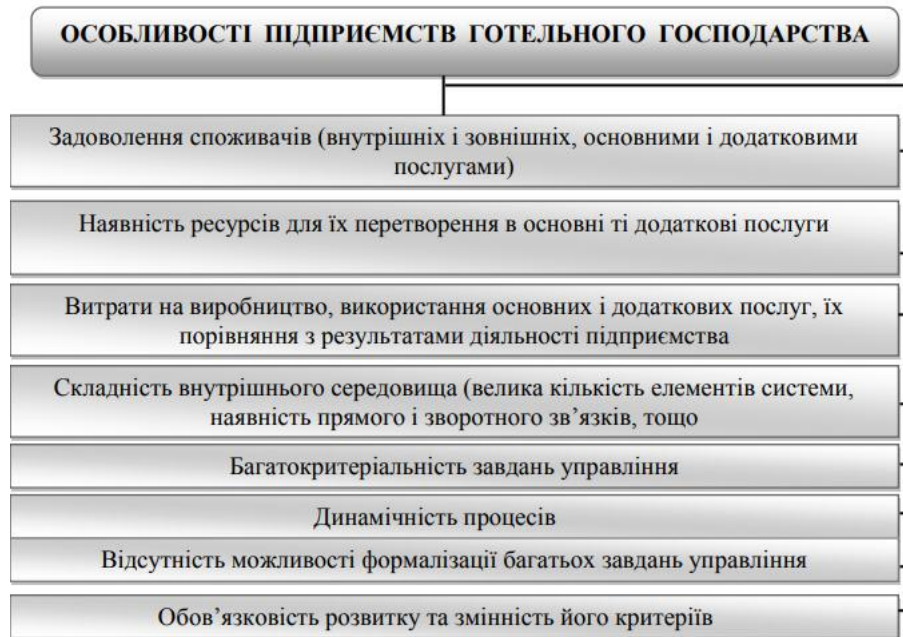 ОСОБЛИВОСТІ ПІДПРИЄМСТВ ГОТЕЛЬНОГО ГОСПОДАРСТВА
Задоволення споживачів (внутрішніх і зовнішніх, основними і додатковими
послугами)
Наявність ресурсів для їх перетворення в основні ті додаткові послуги
Витрати на виробництво, використання основних і додаткових послуг, їх
порівняння з результатами діяльності підприємства
Складність внутрішнього середовища (велика кількість елементів системи,
наявність прямого і зворотного зв’язків, тощо
Багатокритеріальність завдань управління
Динамічність процесів
Відсутність можливості формалізації багатьох завдань управління
Обов’язковість розвитку та змінність його критеріїв